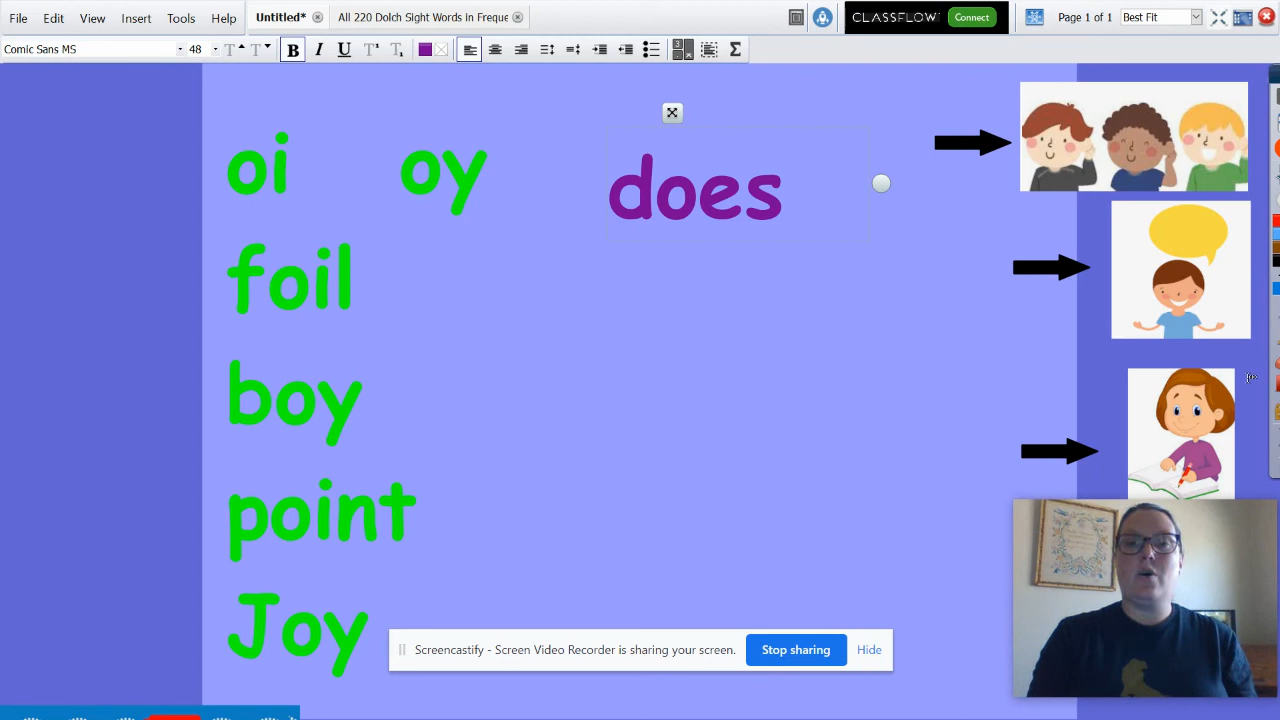 File Edit View Insert Tools Help
Untitled*
All 220 Dolch Sight Words in Freque
CLASSFLOW
Connect
Page 1 of 1
Best Fit
Comic Sans MS
48
B I U T T
oi oy does
foil
boy
point
Joy
Screencastify - Screen Video Recorder is sharing your screen.
Stop sharing
Hide